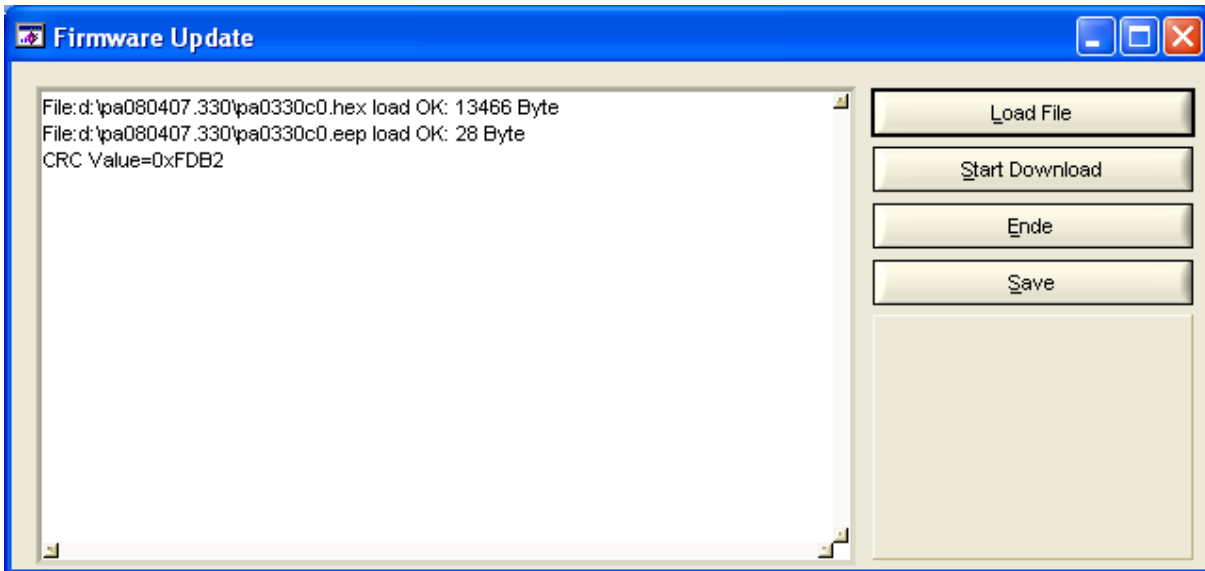 Firmware Update
File:d:\pa080407.330\pa0330c0.hex load OK: 13466 Byte
File:d:\pa080407.330\pa0330c0.eep load OK: 28 Byte
CRC Value=0xFDB2
Load File
Start Download
Ende
Save